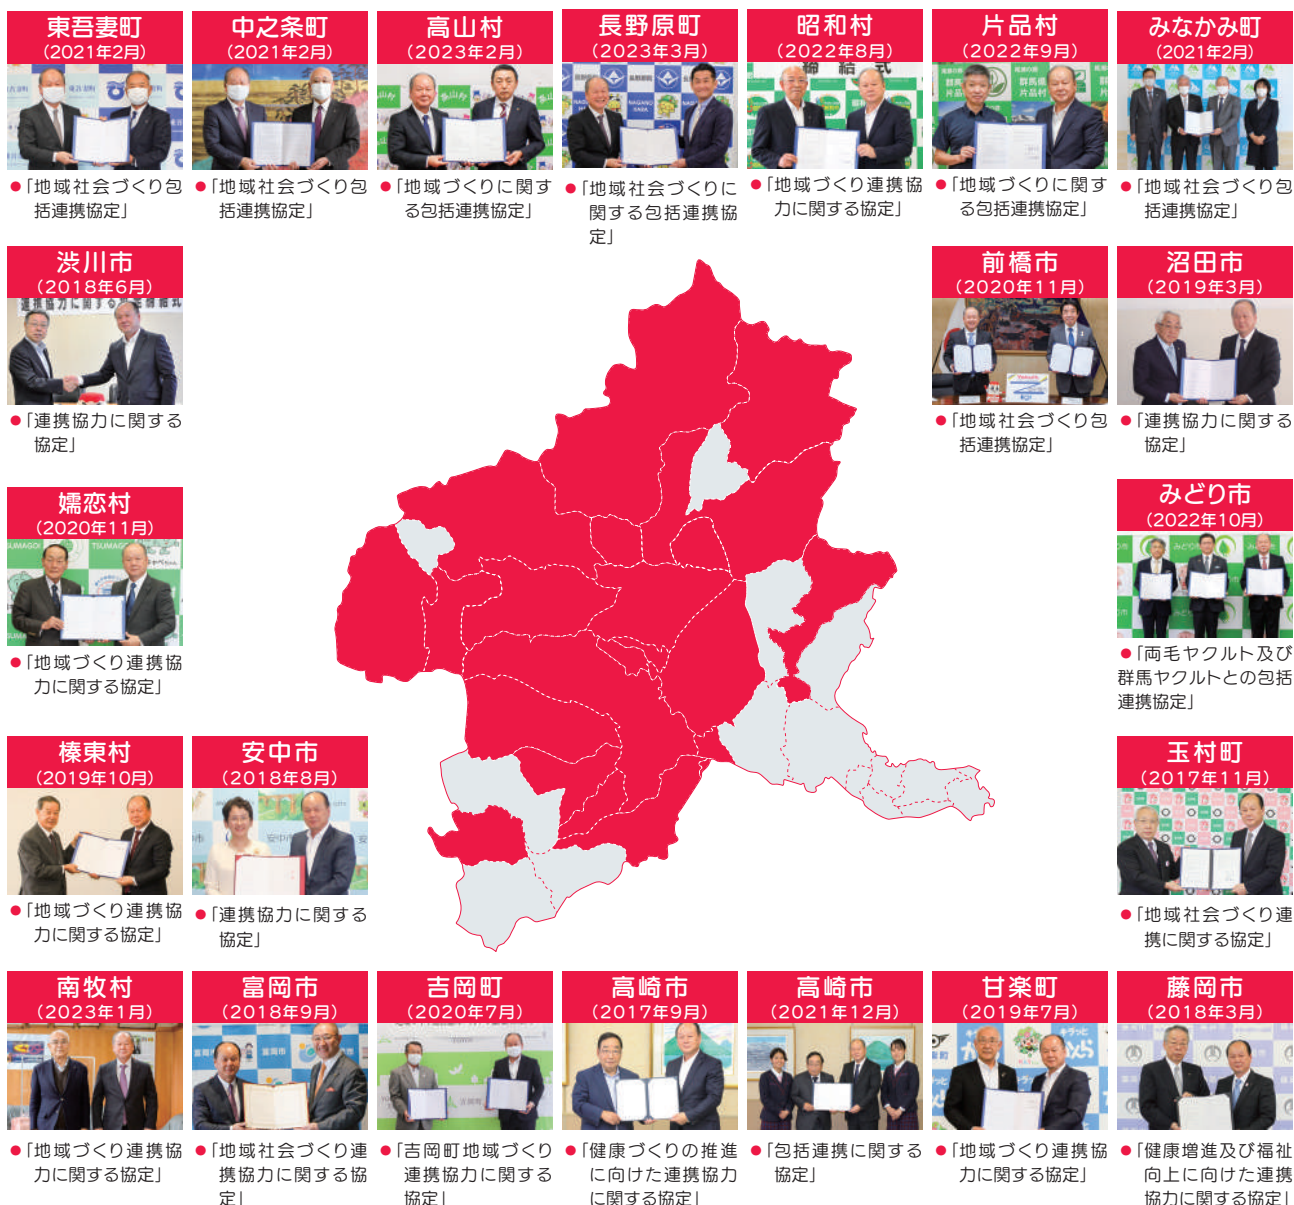 東吾妻町
(2021年2月)
●「地域社会づくり包
括連携協定」
中之条町
(2021年2月)
●「地域社会づくり包
括連携協定」
高山村
(2023年2月)
●「地域づくりに関す
る包括連携協定」
長野原町
(2023年3月)
●「地域社会づくりに
関する包括連携協
定」
昭和村
(2022年8月)
締結式
●「地域づくり連携協
力に関する協定」
片品村
(2022年9月)
群馬県
片品村
●「地域づくりに関す
る包括連携協定」
みなかみ町
(2021年2月)
●「地域社会づくり包
括連携協定」
渋川市
(2018年6月)
●「連携協力に関する
協定」
前橋市
(2020年11月)
●「地域社会づくり包
括連携協定」
沼田市
(2019年3月)
●「連携協力に関する
協定」
嬬恋村
(2020年11月)
TSUMAGOI
●「地域づくり連携協
力に関する協定」
みどり市
(2022年10月)
●「両毛ヤクルト及び
群馬ヤクルトとの包括
連携協定」
榛東村
(2019年10月)
●「地域づくり連携協
力に関する協定」
安中市
(2018年8月)
安中市
●「連携協力に関する
協定」
玉村町
(2017年11月)
●「地域社会づくり連
携に関する協定」
南牧村
(2023年1月)
●「地域づくり連携協
力に関する協定」
富岡市
(2018年9月)
富岡市
●「地域社会づくり連
携協力に関する協
定」
吉岡町
(2020年7月)
吉岡町
●「吉岡町地域づくり
連携協力に関する
協定」
高崎市
(2017年9月)
●「健康づくりの推進
に向けた連携協力
に関する協定」
高崎市
(2021年12月)
●「包括連携に関する
協定」
甘楽町
(2019年7月)
●「地域づくり連携協
力に関する協定」
藤岡市
(2018年3月)
●「健康増進及び福祉
向上に向けた連携
協力に関する協定」